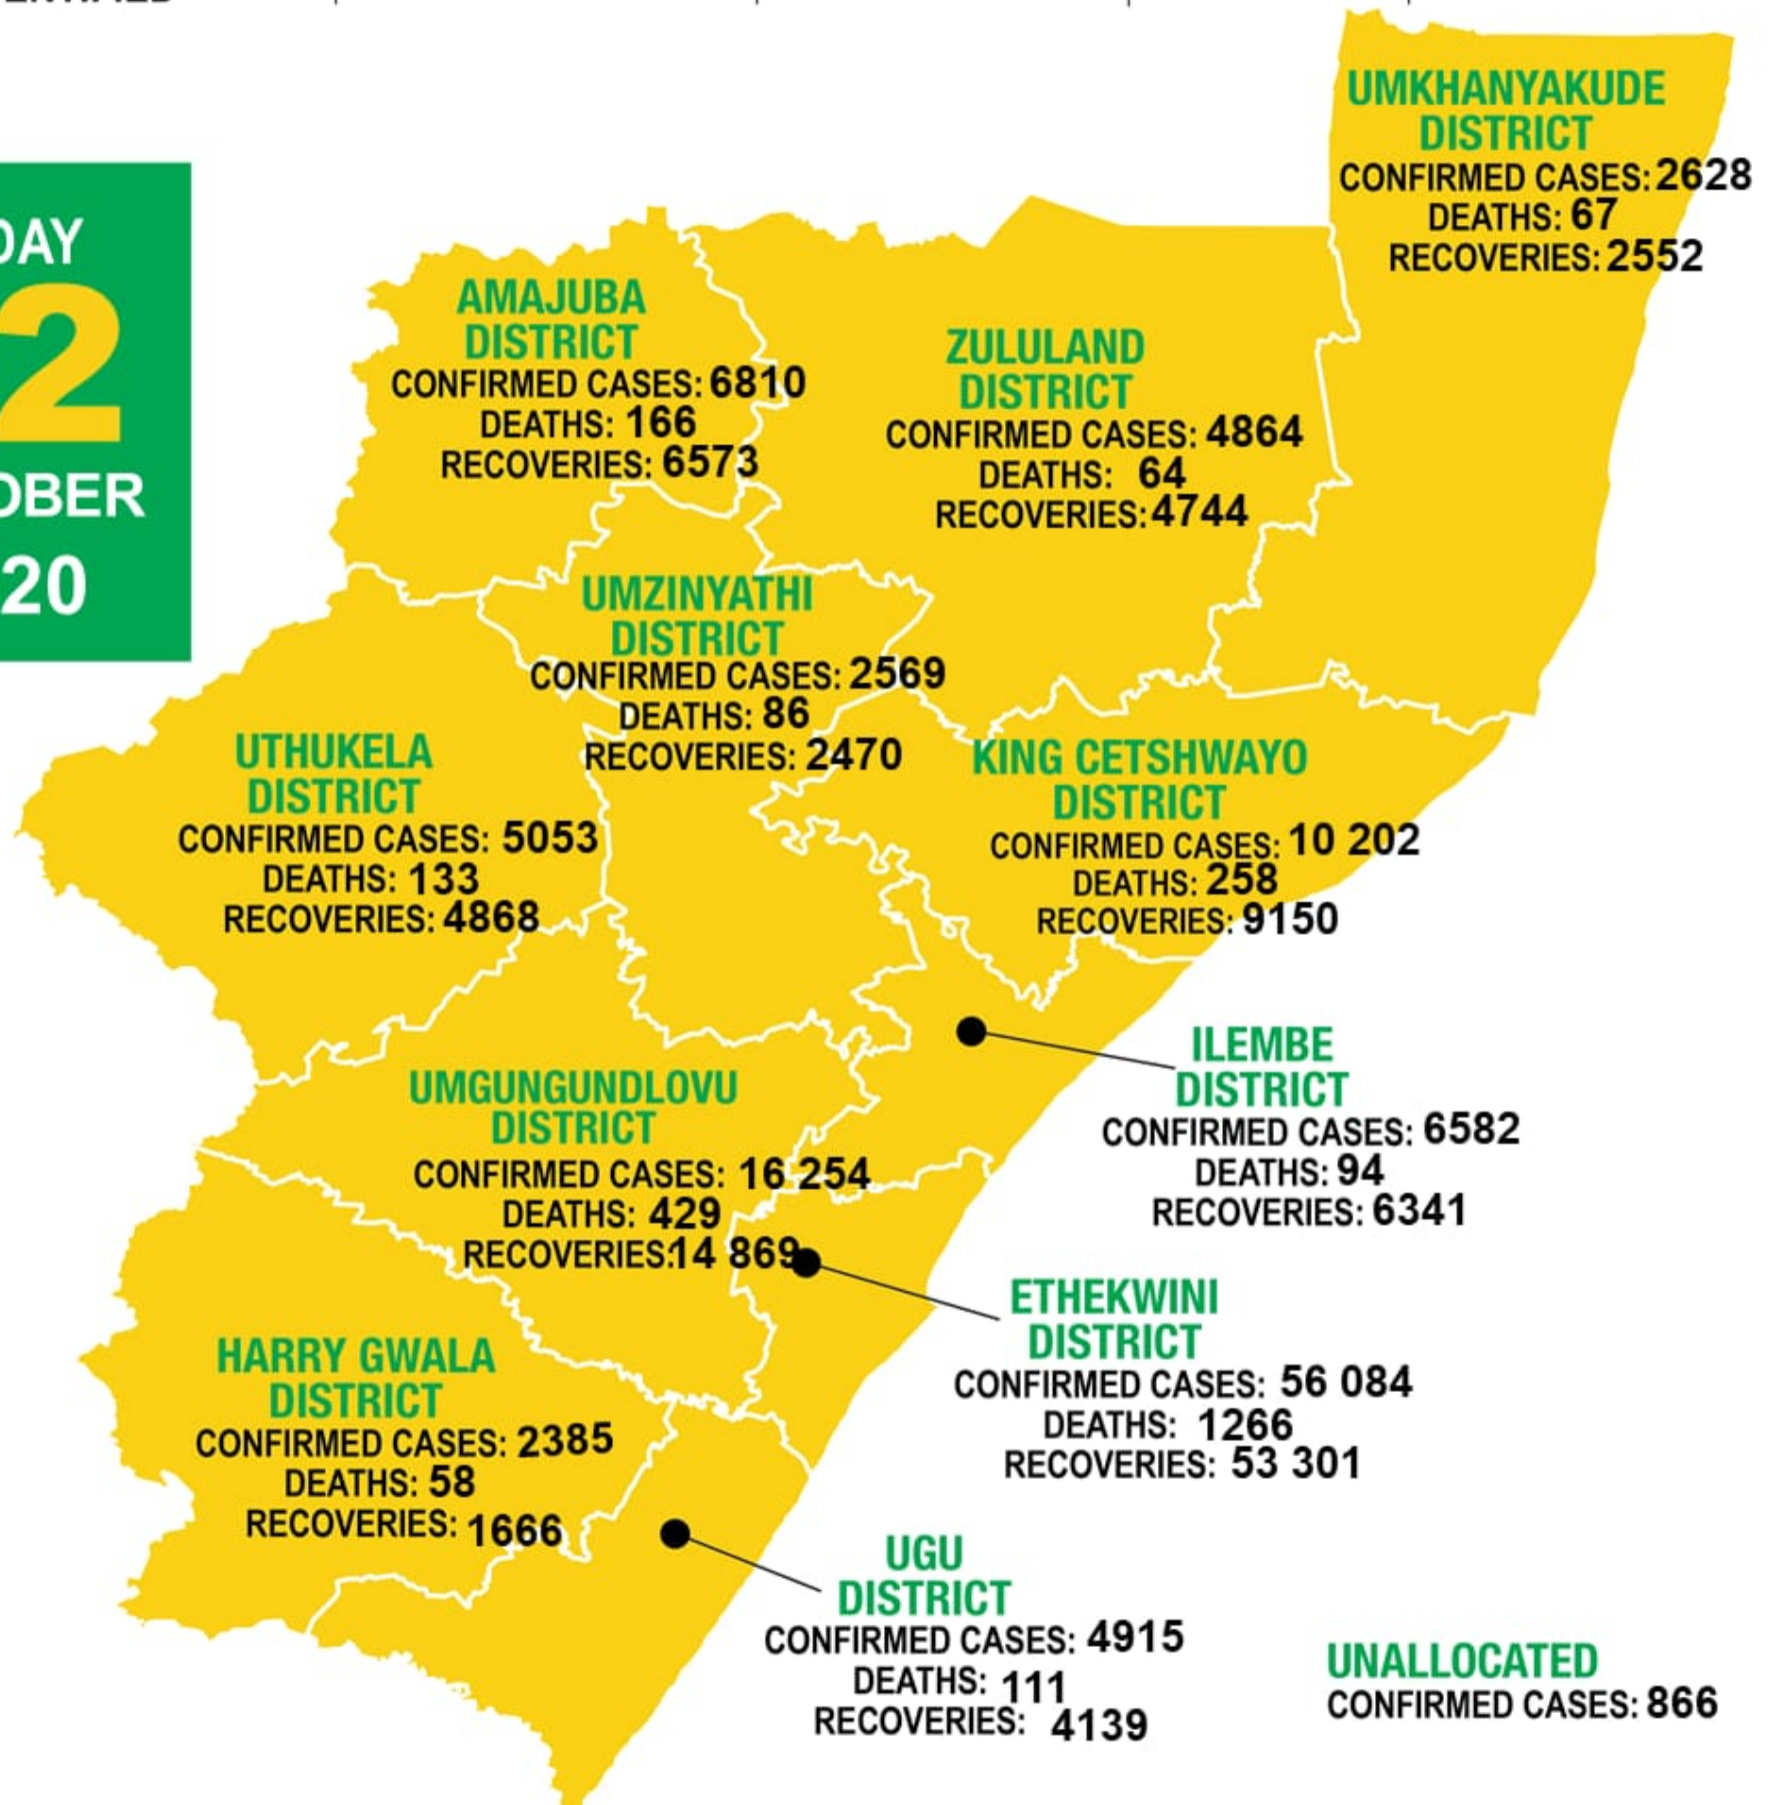 UMKHANYAKUDE
DISTRICT
CONFIRMED CASES: 2628
DEATHS: 67
RECOVERIES: 2552
DAY
2
OBER
20
AMAJUBA
DISTRICT
CONFIRMED CASES: 6810
DEATHS: 166
RECOVERIES: 6573
ZULULAND
DISTRICT
CONFIRMED CASES: 4864
DEATHS: 64
RECOVERIES: 4744
UMZINYATHI
DISTRICT
CONFIRMED CASES: 2569
DEATHS: 86
RECOVERIES: 2470
UTHUKELA
DISTRICT
CONFIRMED CASES: 5053
DEATHS: 133
RECOVERIES: 4868
KING CETSHWAYO
DISTRICT
CONFIRMED CASES: 10 202
DEATHS: 258
RECOVERIES: 9150
ILEMBE
DISTRICT
CONFIRMED CASES: 6582
DEATHS: 94
RECOVERIES: 6341
UMGUNGUNDLOVU
DISTRICT
CONFIRMED CASES: 16 254
DEATHS: 429
RECOVERIES:14 869
ETHEKWINI
DISTRICT
CONFIRMED CASES: 56 084
DEATHS: 1266
RECOVERIES: 53 301
HARRY GWALA
DISTRICT
CONFIRMED CASES: 2385
DEATHS: 58
RECOVERIES: 1666
UGU
DISTRICT
CONFIRMED CASES: 4915
DEATHS: 111
RECOVERIES: 4139
UNALLOCATED
CONFIRMED CASES: 866